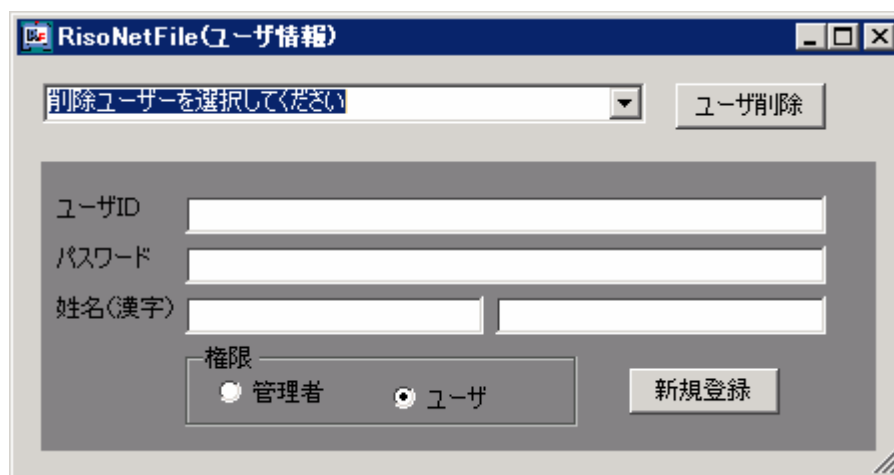 RisoNetFile(ユーザ情報)
削除ユーザーを選択してください
ユーザ削除
ユーザID
パスワード
姓名(漢字)
権限
管理者
ユーザ
新規登録